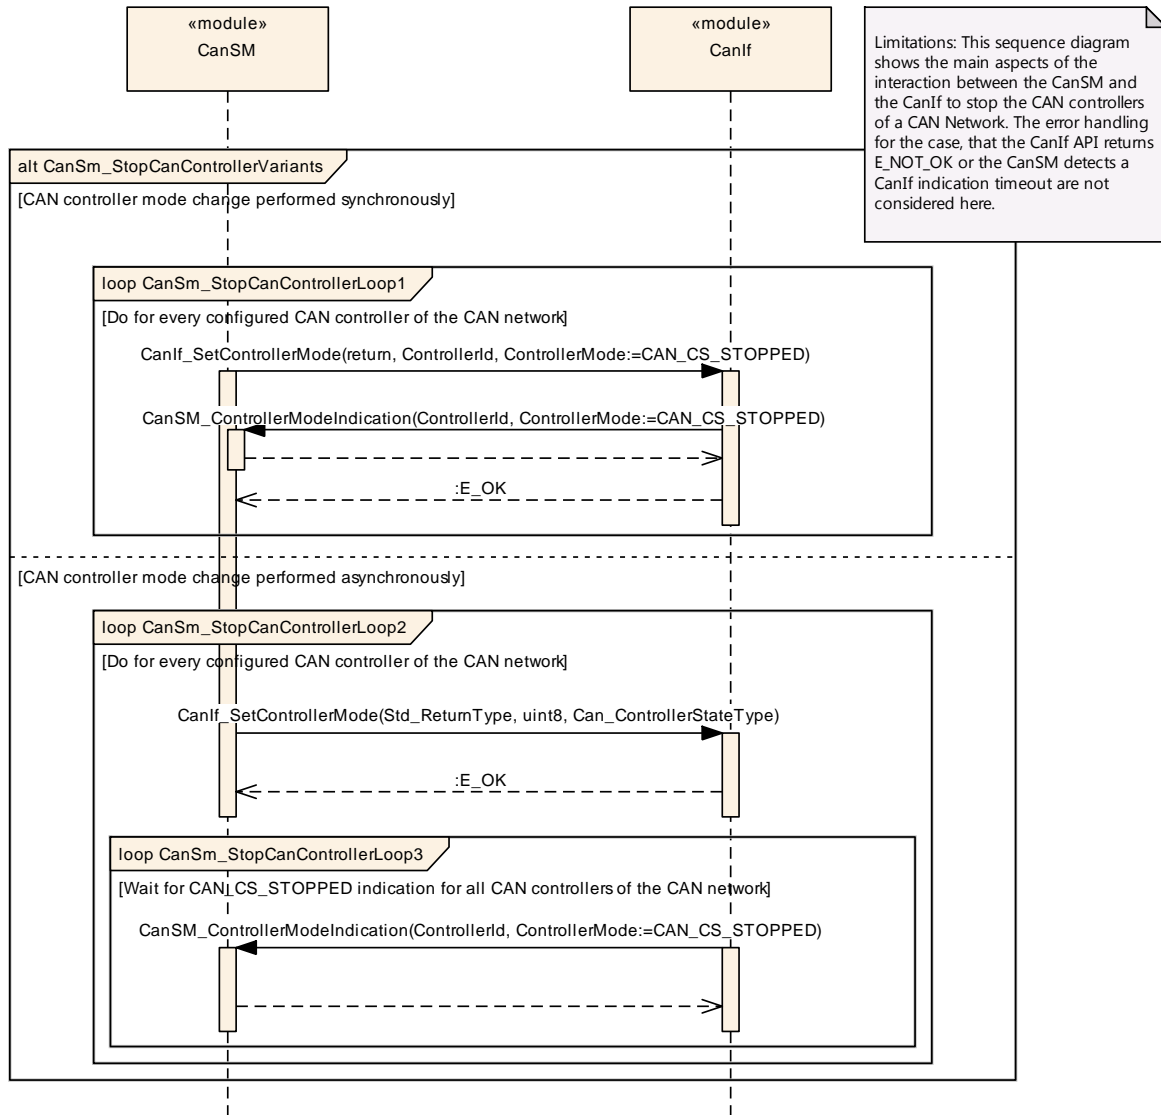 «module»
CanSM
«module»
CanIf
Limitations: This sequence diagram
shows the main aspects of the
interaction between the CanSM and
the CanIf to stop the CAN controllers
of a CAN Network. The error handling
for the case, that the CanIf API returns
E_NOT_OK or the CanSM detects a
CanIf indication timeout are not
considered here.
alt CanSm_StopCanControllerVariants
[CAN controller mode change performed synchronously]
loop CanSm_StopCanControllerLoop1
[Do for every configured CAN controller of the CAN network]
CanIf_SetControllerMode(return, ControllerId, ControllerMode:=CAN_CS_STOPPED)
CanSM_ControllerModeIndication(ControllerId, ControllerMode:=CAN_CS_STOPPED)
:E_OK
[CAN controller mode change performed asynchronously]
loop CanSm_StopCanControllerLoop2
[Do for every configured CAN controller of the CAN network]
CanIf_SetControllerMode(Std_ReturnType, uint8, Can_ControllerStateType)
:E_OK
loop CanSm_StopCanControllerLoop3
[Wait for CAN_CS_STOPPED indication for all CAN controllers of the CAN network]
CanSM_ControllerModeIndication(ControllerId, ControllerMode:=CAN_CS_STOPPED)